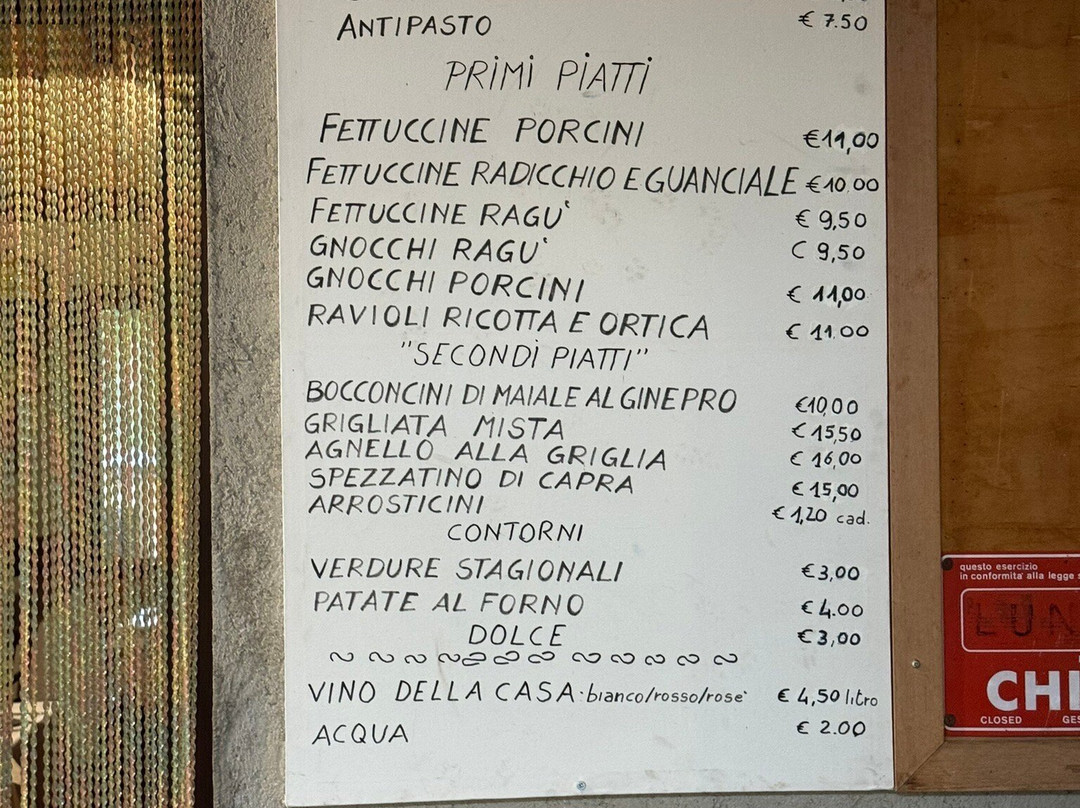 ANTIPASTO € 7.50
PRIMI PIATTI
FETTUCCINE PORCINI €11,00
FETTUCCINE RADICCHIO E GUANCIALE €10.00
FETTUCCINE RAGU' € 9,50
GNOCCHI RAGU' € 9,50
GNOCCHI PORCINI € 11,00
RAVIOLI RICOTTA E ORTICA € 11.00
"SECONDI PIATTI"
BOCCONCINI DI MAIALE AL GINEPRO €10,00
GRIGLIATA MISTA € 15,50
AGNELLO ALLA GRIGLIA € 16,00
SPEZZATINO DI CAPRA € 15,00
ARROSTICINI € 1,20 cad.
CONTORNI
VERDURE STAGIONALI €3,00
PATATE AL FORNO € 4.00
DOLCE € 3,00
VINO DELLA CASA: bianco/rosso/rose' € 4,50 litro
ACQUA € 2.00
questo esercizio
in conformita' alla legge
LUN
CHI
CLOSED GES